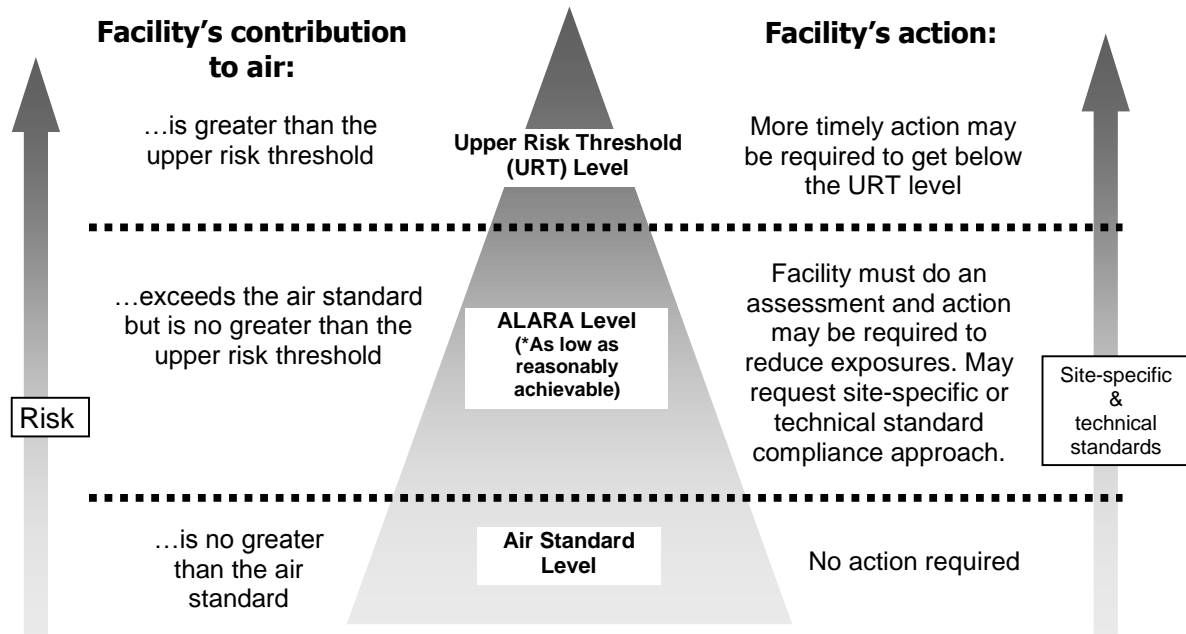 Facility’s contribution
to air:
Facility’s action:
…is greater than the
upper risk threshold
Upper Risk Threshold
(URT) Level
More timely action may
be required to get below
the URT level
…exceeds the air standard
but is no greater than the
upper risk threshold
ALARA Level
(*As low as
reasonably
achievable)
Facility must do an
assessment and action
may be required to
reduce exposures. May
request site-specific or
technical standard
compliance approach.
Risk
Site-specific
&
technical
standards
…is no greater
than the air
standard
Air Standard
Level
No action required